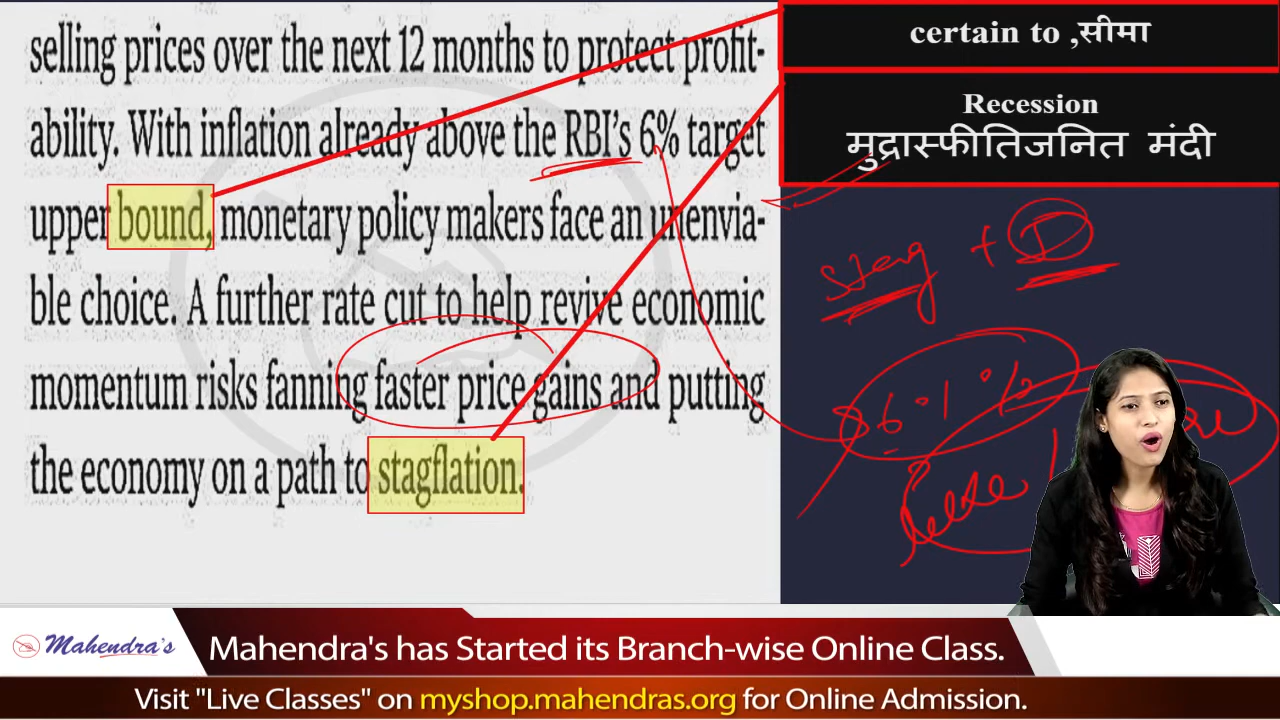 selling prices over the next 12 months to protect profit-
ability. With inflation already above the RBI's 6% target
upper bound, monetary policy makers face an unenvia-
ble choice. A further rate cut to help revive economic
momentum risks fanning faster price gains and putting
the economy on a path to stagflation.
certain to ,सीमा
Recession
मुद्रास्फीतिजनित मंदी
stag + I
6.1%
Mahendra's
Mahendra's has Started its Branch-wise Online Class.
Visit "Live Classes" on myshop.mahendras.org for Online Admission.